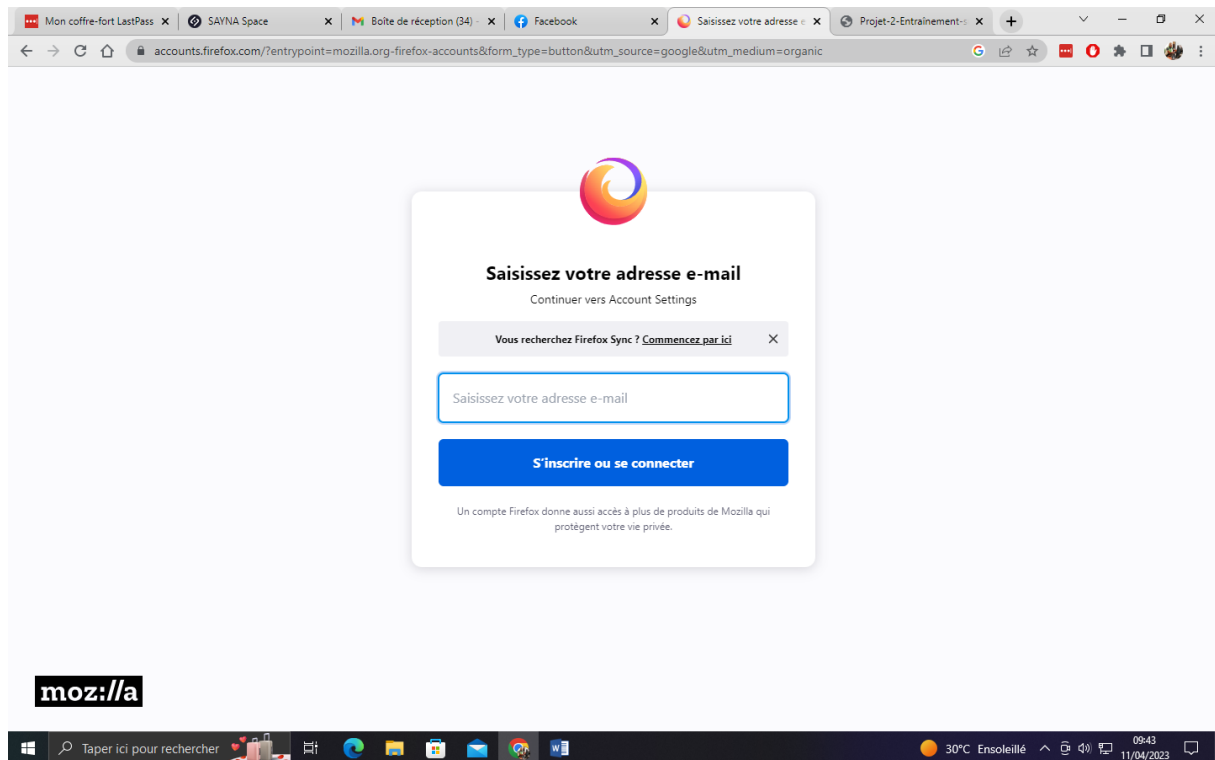 Mon coffre-fort LastPass
SAYNA Space
Boîte de réception (34) -
Facebook
Saisissez votre adresse e
Projet-2-Entraînement-s
accounts.firefox.com/?entrypoint=mozilla.org-firefox-accounts&form_type=button&utm_source=google&utm_medium=organic
Saisissez votre adresse e-mail
Continuer vers Account Settings
Vous recherchez Firefox Sync ? Commencez par ici
Saisissez votre adresse e-mail
S'inscrire ou se connecter
Un compte Firefox donne aussi accès à plus de produits de Mozilla qui
protègent votre vie privée.
moz://a
Taper ici pour rechercher
30°C Ensoleillé
09:43
11/04/2023